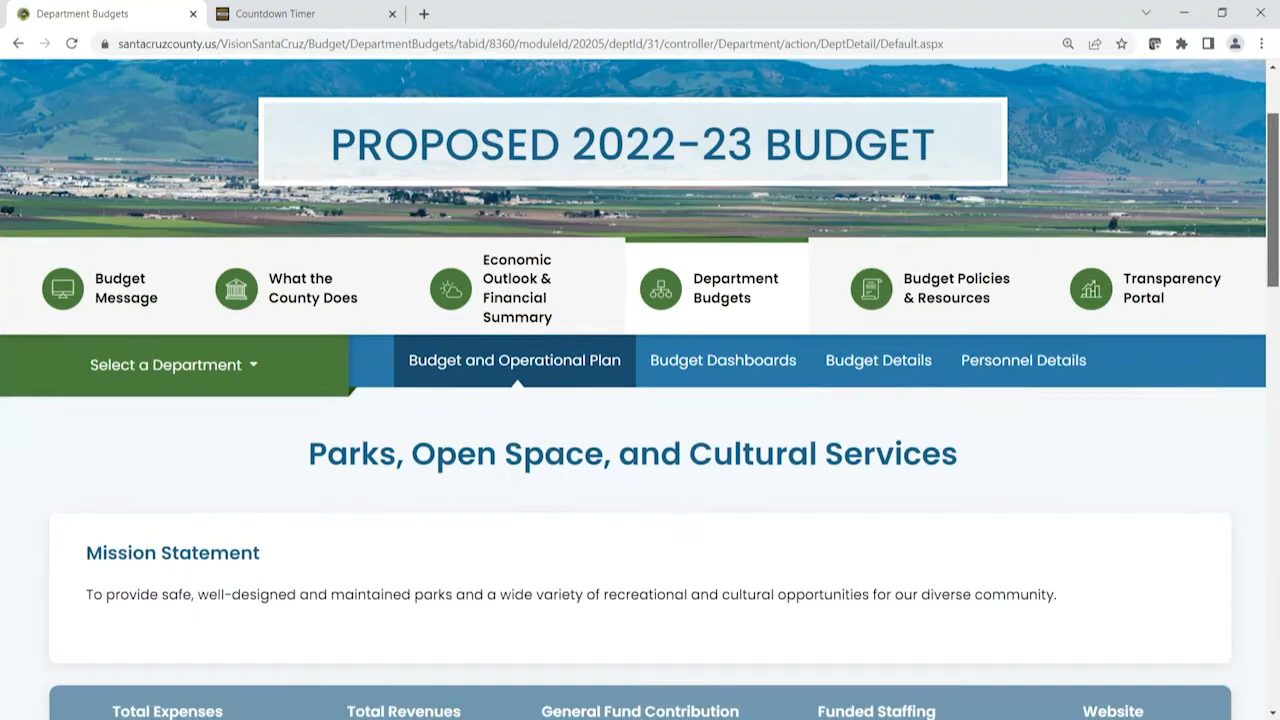 Department Budgets
Countdown Timer
santacruzcounty.us/VisionSantaCruz/Budget/DepartmentBudgets/tabid/8360/moduleId/20205/deptId/31/controller/Department/action/DeptDetail/Default.aspx
PROPOSED 2022-23 BUDGET
Budget
Message
What the
County Does
Economic
Outlook &
Financial
Summary
Department
Budgets
Budget Policies
& Resources
Transparency
Portal
Select a Department
Budget and Operational Plan
Budget Dashboards
Budget Details
Personnel Details
Parks, Open Space, and Cultural Services
Mission Statement
To provide safe, well-designed and maintained parks and a wide variety of recreational and cultural opportunities for our diverse community.
Total Expenses
Total Revenues
General Fund Contribution
Funded Staffing
Website